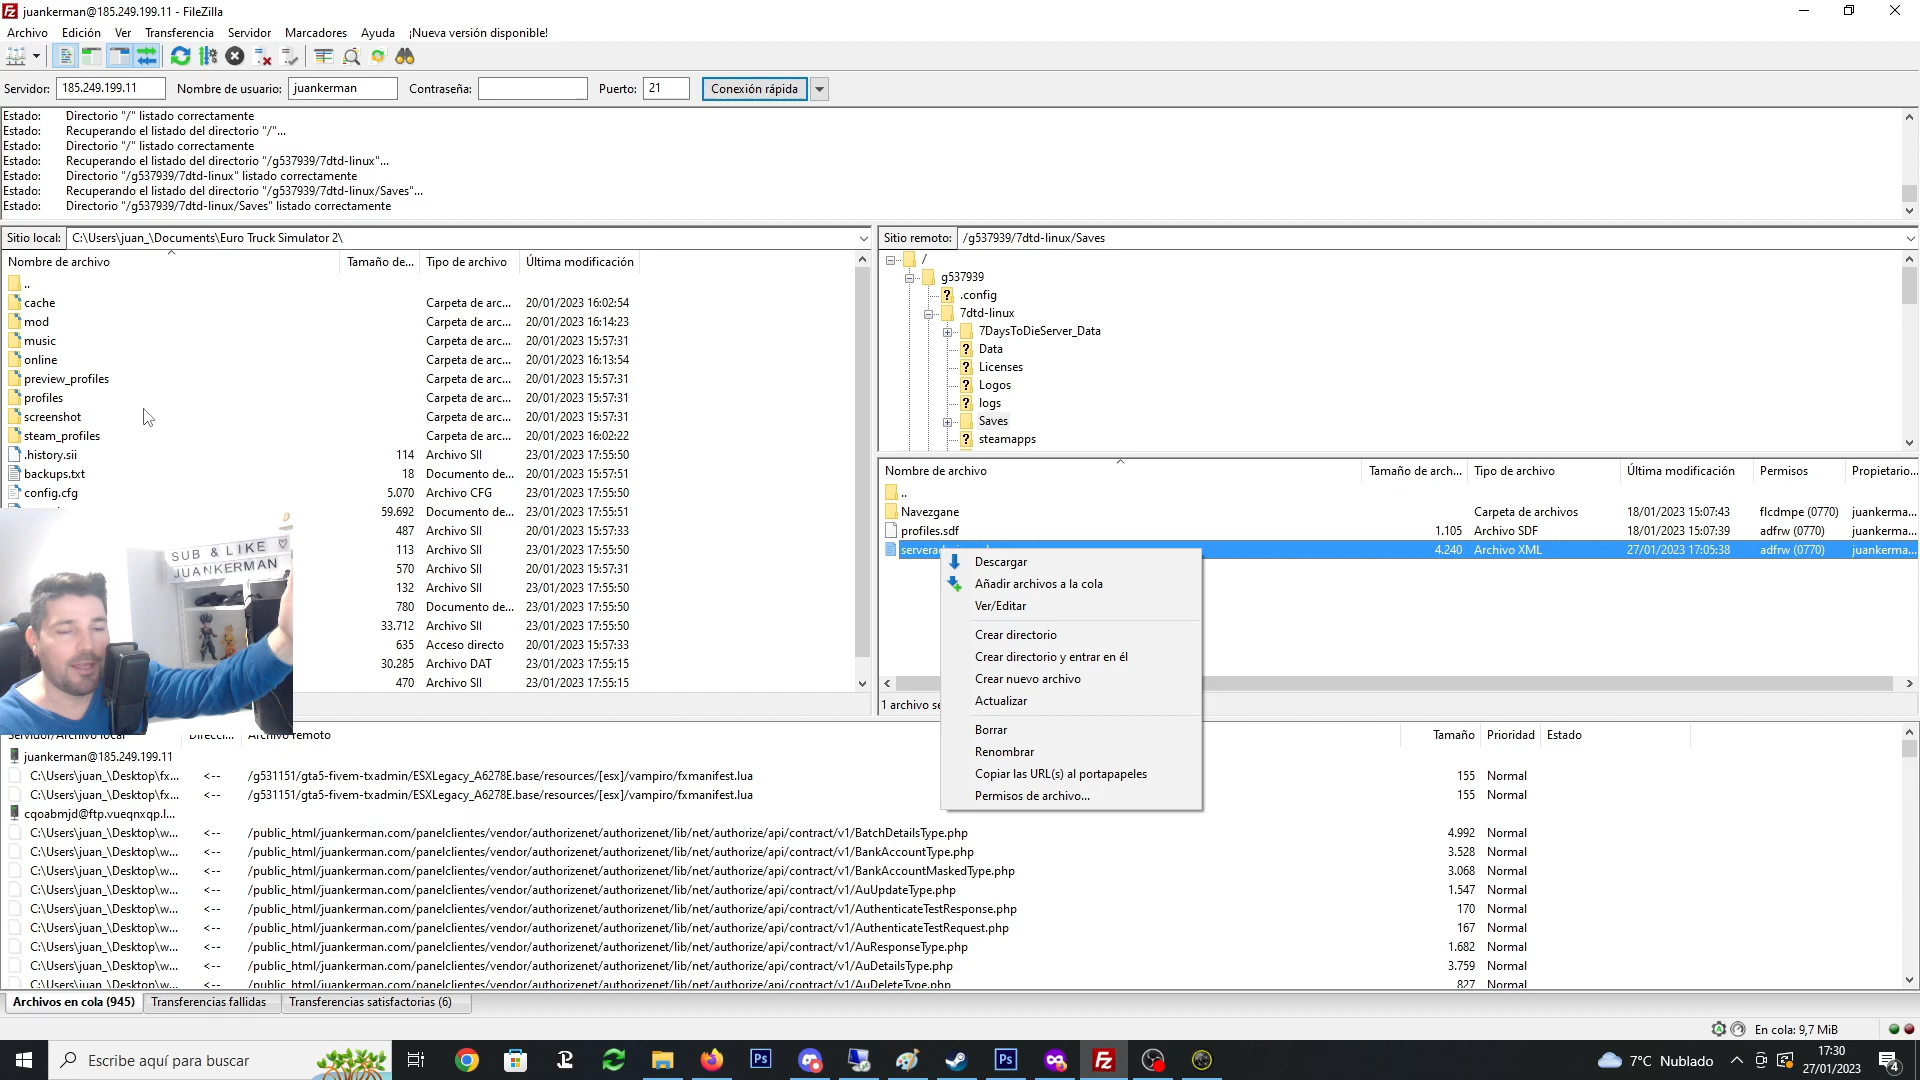 juankerman@185.249.199.11 - FileZilla
Archivo Edición Ver Transferencia Servidor Marcadores Ayuda ¡Nueva versión disponible!
Servidor: 185.249.199.11 Nombre de usuario: juankerman Contraseña: Puerto: 21 Conexión rápida
Estado: Directorio "/" listado correctamente
Estado: Recuperando el listado del directorio "/"...
Estado: Directorio "/" listado correctamente
Estado: Recuperando el listado del directorio "/g537939/7dtd-linux"...
Estado: Directorio "/g537939/7dtd-linux" listado correctamente
Estado: Recuperando el listado del directorio "/g537939/7dtd-linux/Saves"...
Estado: Directorio "/g537939/7dtd-linux/Saves" listado correctamente
Sitio local: C:\Users\juan_\Documents\Euro Truck Simulator 2\
Nombre de archivo Tamaño de... Tipo de archivo Última modificación
..
cache Carpeta de arc... 20/01/2023 16:02:54
mod Carpeta de arc... 20/01/2023 16:14:23
music Carpeta de arc... 20/01/2023 15:57:31
online Carpeta de arc... 20/01/2023 16:13:54
preview_profiles Carpeta de arc... 20/01/2023 15:57:31
profiles Carpeta de arc... 20/01/2023 15:57:31
screenshot Carpeta de arc... 20/01/2023 15:57:31
steam_profiles Carpeta de arc... 20/01/2023 16:02:22
.history.sii 114 Archivo SII 23/01/2023 17:55:50
backups.txt 18 Documento de... 20/01/2023 15:57:51
config.cfg 5.070 Archivo CFG 23/01/2023 17:55:50
59.692 Documento de... 23/01/2023 17:55:51
487 Archivo SII 20/01/2023 15:57:33
113 Archivo SII 23/01/2023 17:55:50
570 Archivo SII 20/01/2023 15:57:31
132 Archivo SII 23/01/2023 17:55:50
780 Documento de... 23/01/2023 17:55:50
33.712 Archivo SII 23/01/2023 17:55:50
635 Acceso directo 20/01/2023 15:57:33
30.285 Archivo DAT 23/01/2023 17:55:15
470 Archivo SII 23/01/2023 17:55:15
SUB & LIKE ♡
JUANKERMAN
Sitio remoto: /g537939/7dtd-linux/Saves
/
g537939
.config
7dtd-linux
7DaysToDieServer_Data
Data
Licenses
Logos
logs
Saves
steamapps
Nombre de archivo Tamaño de arch... Tipo de archivo Última modificación Permisos Propietario...
..
Navezgane Carpeta de archivos 18/01/2023 15:07:43 flcdmpe (0770) juankerma...
profiles.sdf 1.105 Archivo SDF 18/01/2023 15:07:39 adfrw (0770) juankerma...
4.240 Archivo XML 27/01/2023 17:05:38 adfrw (0770) juankerma...
1 archivo
Descargar
Añadir archivos a la cola
Ver/Editar
Crear directorio
Crear directorio y entrar en él
Crear nuevo archivo
Actualizar
Borrar
Renombrar
Copiar las URL(s) al portapapeles
Permisos de archivo...
Servidor/Archivo local Direcci... Archivo remoto Tamaño Prioridad Estado
juankerman@185.249.199.11
C:\Users\juan_\Desktop\fx... <-- /g531151/gta5-fivem-txadmin/ESXLegacy_A6278E.base/resources/[esx]/vampiro/fxmanifest.lua 155 Normal
C:\Users\juan_\Desktop\fx... <-- /g531151/gta5-fivem-txadmin/ESXLegacy_A6278E.base/resources/[esx]/vampiro/fxmanifest.lua 155 Normal
cqoabmjd@ftp.vueqnxqp.l...
C:\Users\juan_\Desktop\w... <-- /public_html/juankerman.com/panelclientes/vendor/authorizenet/authorizenet/lib/net/authorize/api/contract/v1/BatchDetailsType.php 4.992 Normal
C:\Users\juan_\Desktop\w... <-- /public_html/juankerman.com/panelclientes/vendor/authorizenet/authorizenet/lib/net/authorize/api/contract/v1/BankAccountType.php 3.528 Normal
C:\Users\juan_\Desktop\w... <-- /public_html/juankerman.com/panelclientes/vendor/authorizenet/authorizenet/lib/net/authorize/api/contract/v1/BankAccountMaskedType.php 3.068 Normal
C:\Users\juan_\Desktop\w... <-- /public_html/juankerman.com/panelclientes/vendor/authorizenet/authorizenet/lib/net/authorize/api/contract/v1/AuUpdateType.php 1.547 Normal
C:\Users\juan_\Desktop\w... <-- /public_html/juankerman.com/panelclientes/vendor/authorizenet/authorizenet/lib/net/authorize/api/contract/v1/AuthenticateTestResponse.php 170 Normal
C:\Users\juan_\Desktop\w... <-- /public_html/juankerman.com/panelclientes/vendor/authorizenet/authorizenet/lib/net/authorize/api/contract/v1/AuthenticateTestRequest.php 167 Normal
C:\Users\juan_\Desktop\w... <-- /public_html/juankerman.com/panelclientes/vendor/authorizenet/authorizenet/lib/net/authorize/api/contract/v1/AuResponseType.php 1.682 Normal
C:\Users\juan_\Desktop\w... <-- /public_html/juankerman.com/panelclientes/vendor/authorizenet/authorizenet/lib/net/authorize/api/contract/v1/AuDetailsType.php 3.759 Normal
C:\Users\juan_\Desktop\w... <-- /public_html/juankerman.com/panelclientes/vendor/authorizenet/authorizenet/lib/net/authorize/api/contract/v1/AuDeleteType.php 827 Normal
Archivos en cola (945) Transferencias fallidas Transferencias satisfactorias (6)
En cola: 9,7 MiB
Escribe aquí para buscar
7°C Nublado
17:30
27/01/2023
4